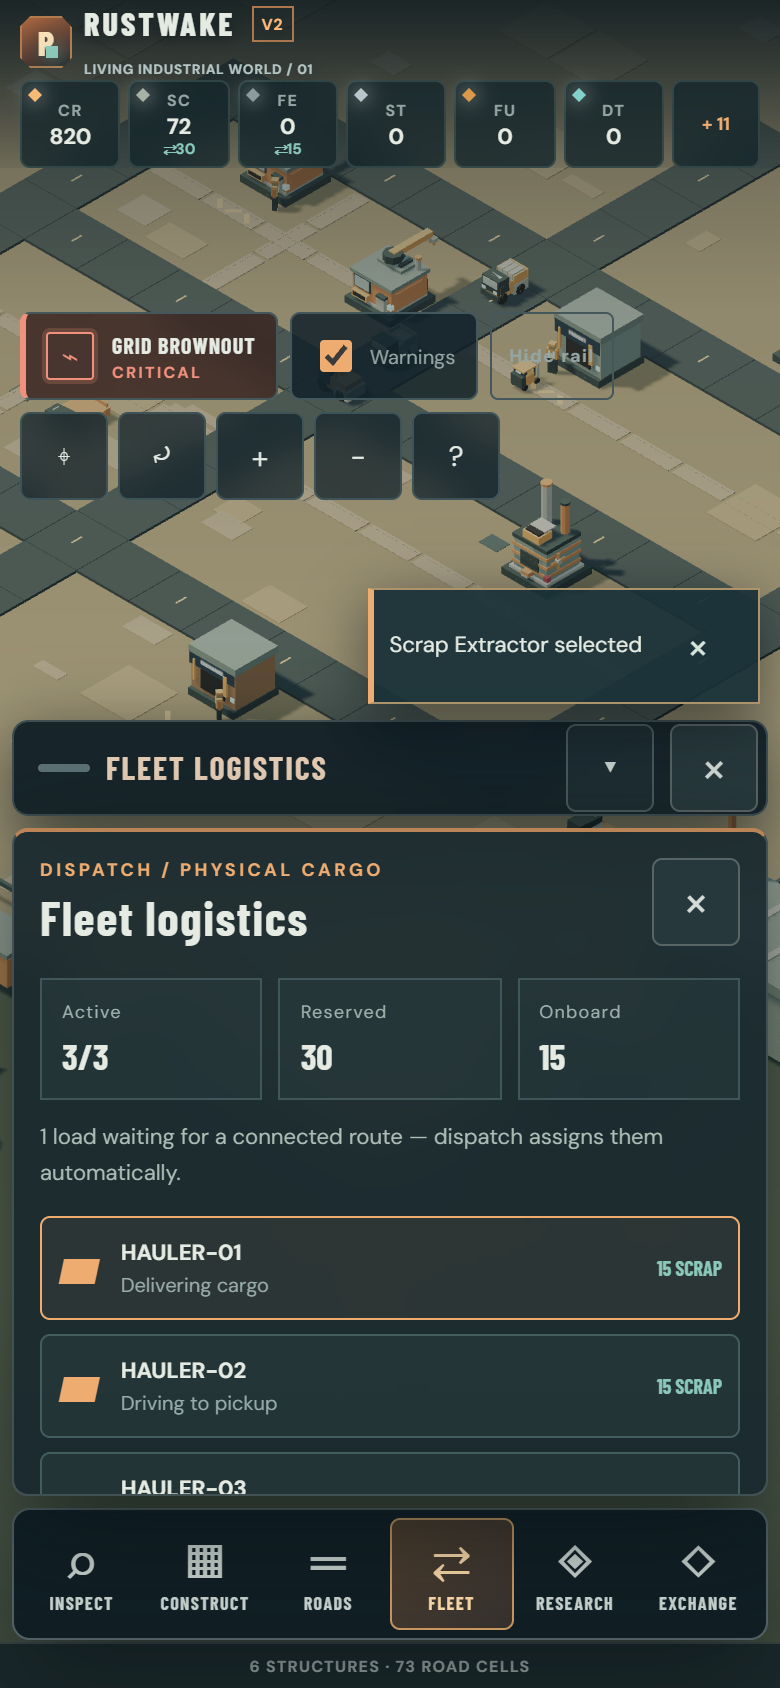 RUSTWAKE V2
LIVING INDUSTRIAL WORLD / 01
CR
820
SC
72
⇄30
FE
0
⇄15
ST
0
FU
0
DT
0
+ 11
GRID BROWNOUT
CRITICAL
Warnings
Hide rail
+
-
?
Scrap Extractor selected ×
FLEET LOGISTICS ▼ ×
DISPATCH / PHYSICAL CARGO
Fleet logistics ×
Active
3/3
Reserved
30
Onboard
15
1 load waiting for a connected route — dispatch assigns them
automatically.
HAULER-01
Delivering cargo
15 SCRAP
HAULER-02
Driving to pickup
15 SCRAP
HAULER-03
INSPECT
CONSTRUCT
ROADS
FLEET
RESEARCH
EXCHANGE
6 STRUCTURES · 73 ROAD CELLS